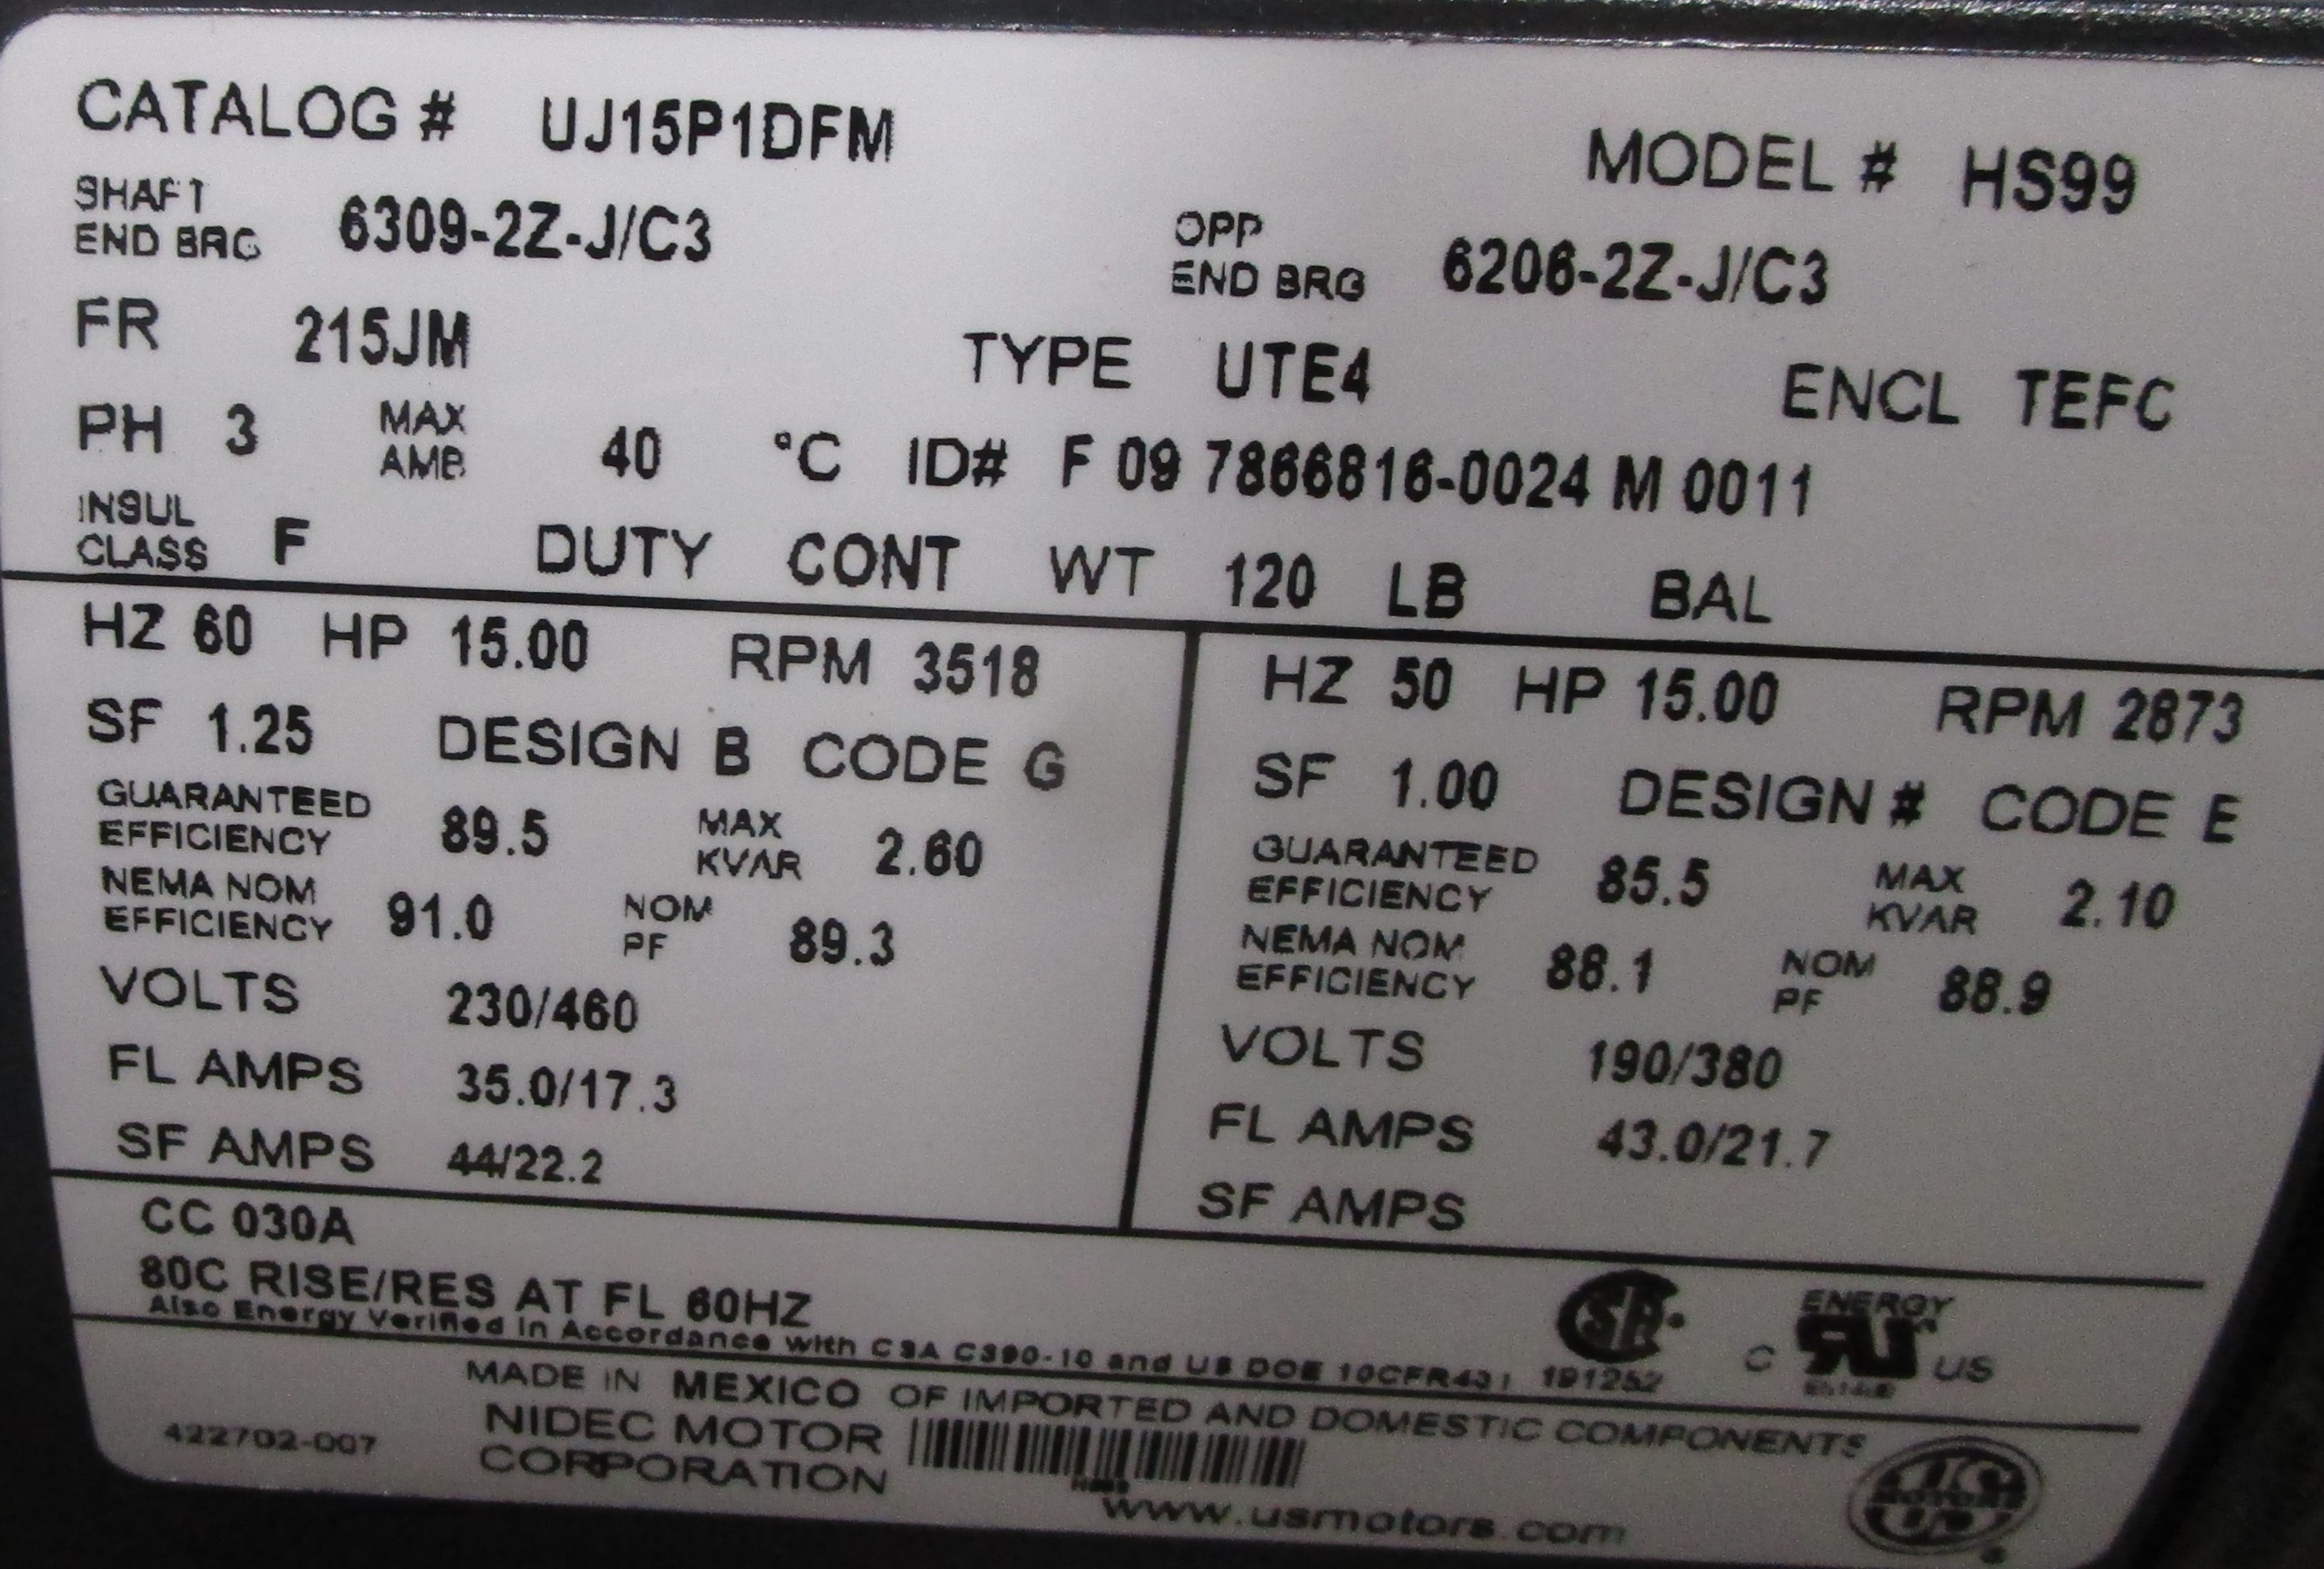 CATALOG # UJ15P1DFM MODEL # HS99
SHAFT END BRG 6309-2Z-J/C3 OPP END BRG 6206-2Z-J/C3
FR 215JM TYPE UTE4 ENCL TEFC
PH 3 MAX AMB 40 °C ID# F 09 7866816-0024 M 0011
INSUL CLASS F DUTY CONT WT 120 LB BAL
HZ 60 HP 15.00 RPM 3518
SF 1.25 DESIGN B CODE G
GUARANTEED EFFICIENCY 89.5 MAX KVAR 2.60
NEMA NOM EFFICIENCY 91.0 NOM PF 89.3
VOLTS 230/460
FL AMPS 35.0/17.3
SF AMPS 44/22.2
HZ 50 HP 15.00 RPM 2873
SF 1.00 DESIGN # CODE E
GUARANTEED EFFICIENCY 85.5 MAX KVAR 2.10
NEMA NOM EFFICIENCY 88.1 NOM PF 88.9
VOLTS 190/380
FL AMPS 43.0/21.7
SF AMPS
CC 030A
80C RISE/RES AT FL 60HZ
Also Energy Verified In Accordance with CSA C390-10 and US DOE 10CFR431
SA 191252
ENERGY
C US
MADE IN MEXICO OF IMPORTED AND DOMESTIC COMPONENTS
422702-007
NIDEC MOTOR
CORPORATION
www.usmotors.com
US MOTORS